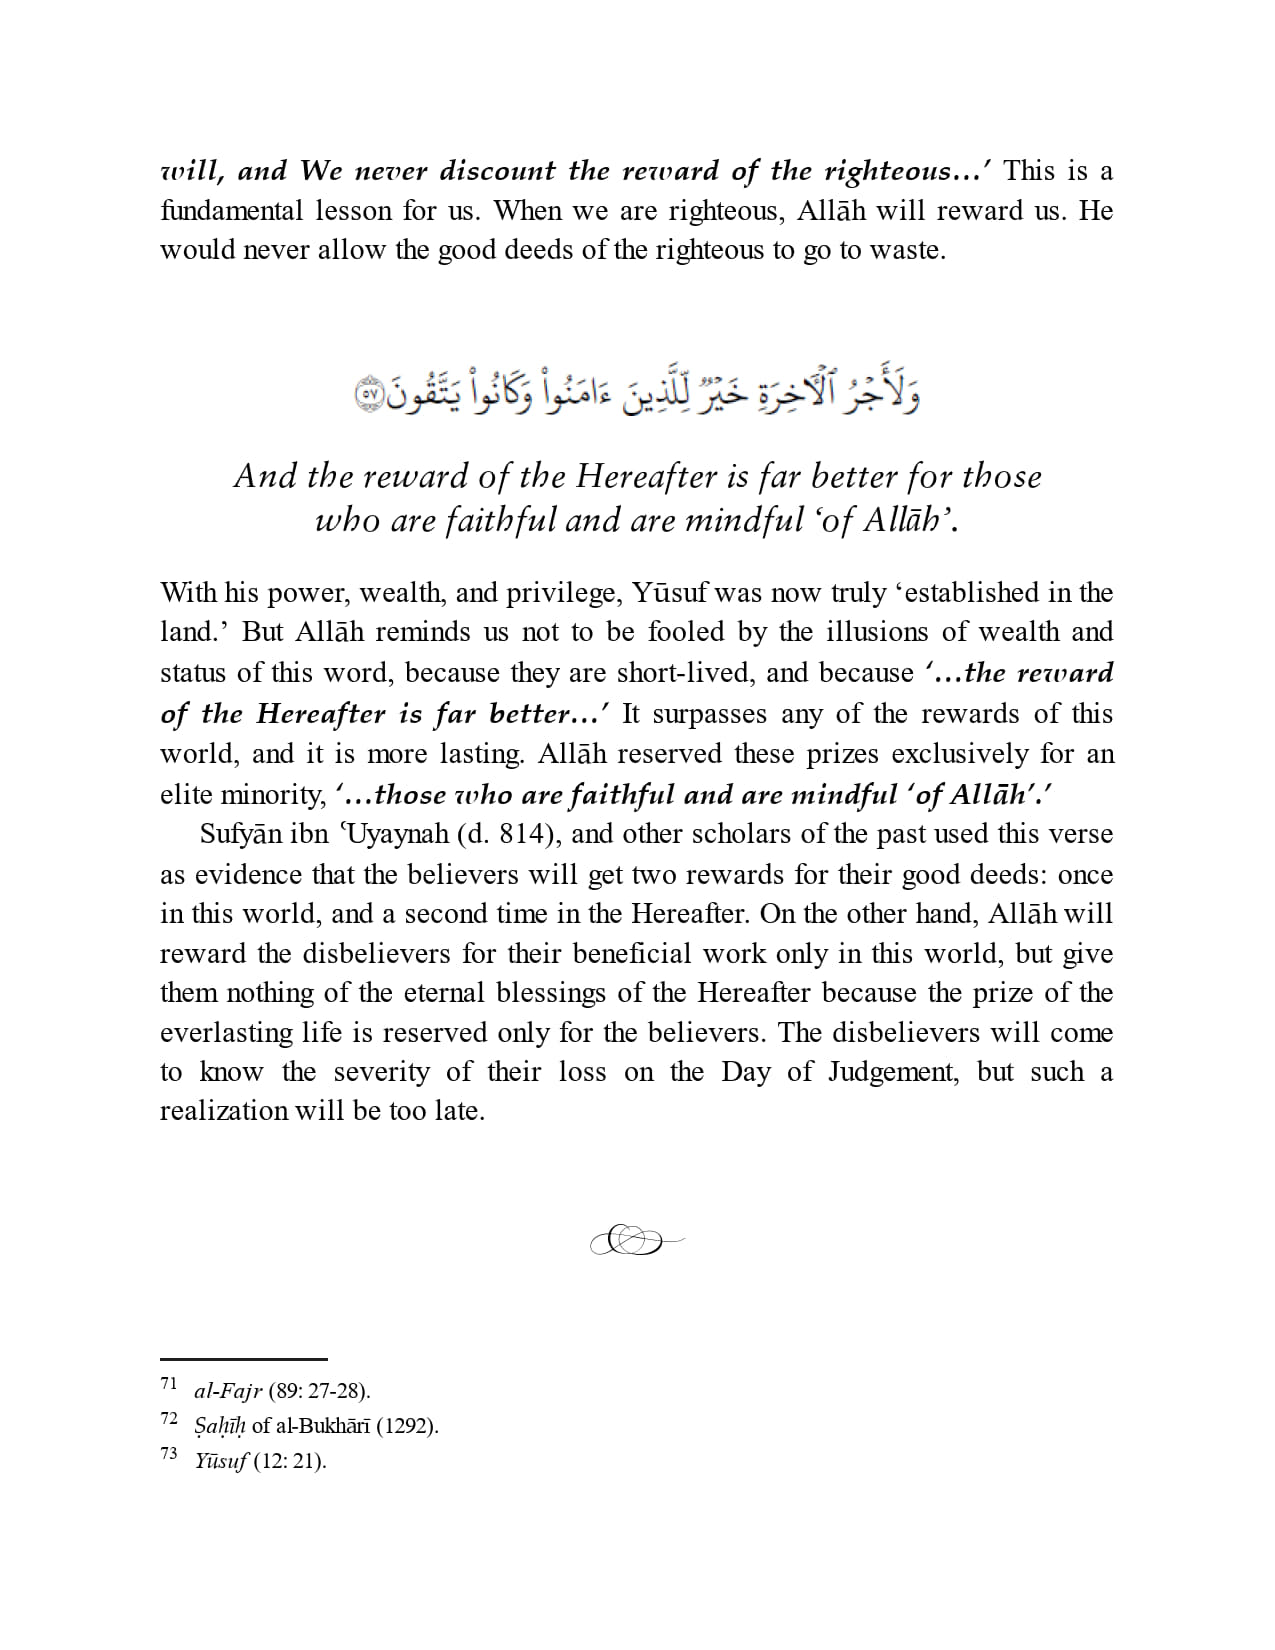 will, and We never discount the reward of the righteous…’ This is a
fundamental lesson for us. When we are righteous, Allāh will reward us. He
would never allow the good deeds of the righteous to go to waste.
وَلَأَجْرُ ٱلْـَٔاخِرَةِ خَيْرٌ لِّلَّذِينَ ءَامَنُوا۟ وَكَانُوا۟ يَتَّقُونَ ٥٧
And the reward of the Hereafter is far better for those
who are faithful and are mindful ‘of Allāh’.
With his power, wealth, and privilege, Yūsuf was now truly ‘established in the
land.’ But Allāh reminds us not to be fooled by the illusions of wealth and
status of this word, because they are short-lived, and because ‘…the reward
of the Hereafter is far better…’ It surpasses any of the rewards of this
world, and it is more lasting. Allāh reserved these prizes exclusively for an
elite minority, ‘…those who are faithful and are mindful ‘of Allāh’.’
Sufyān ibn ʿUyaynah (d. 814), and other scholars of the past used this verse
as evidence that the believers will get two rewards for their good deeds: once
in this world, and a second time in the Hereafter. On the other hand, Allāh will
reward the disbelievers for their beneficial work only in this world, but give
them nothing of the eternal blessings of the Hereafter because the prize of the
everlasting life is reserved only for the believers. The disbelievers will come
to know the severity of their loss on the Day of Judgement, but such a
realization will be too late.
71 al-Fajr (89: 27-28).
72 Ṣaḥīḥ of al-Bukhārī (1292).
73 Yūsuf (12: 21).